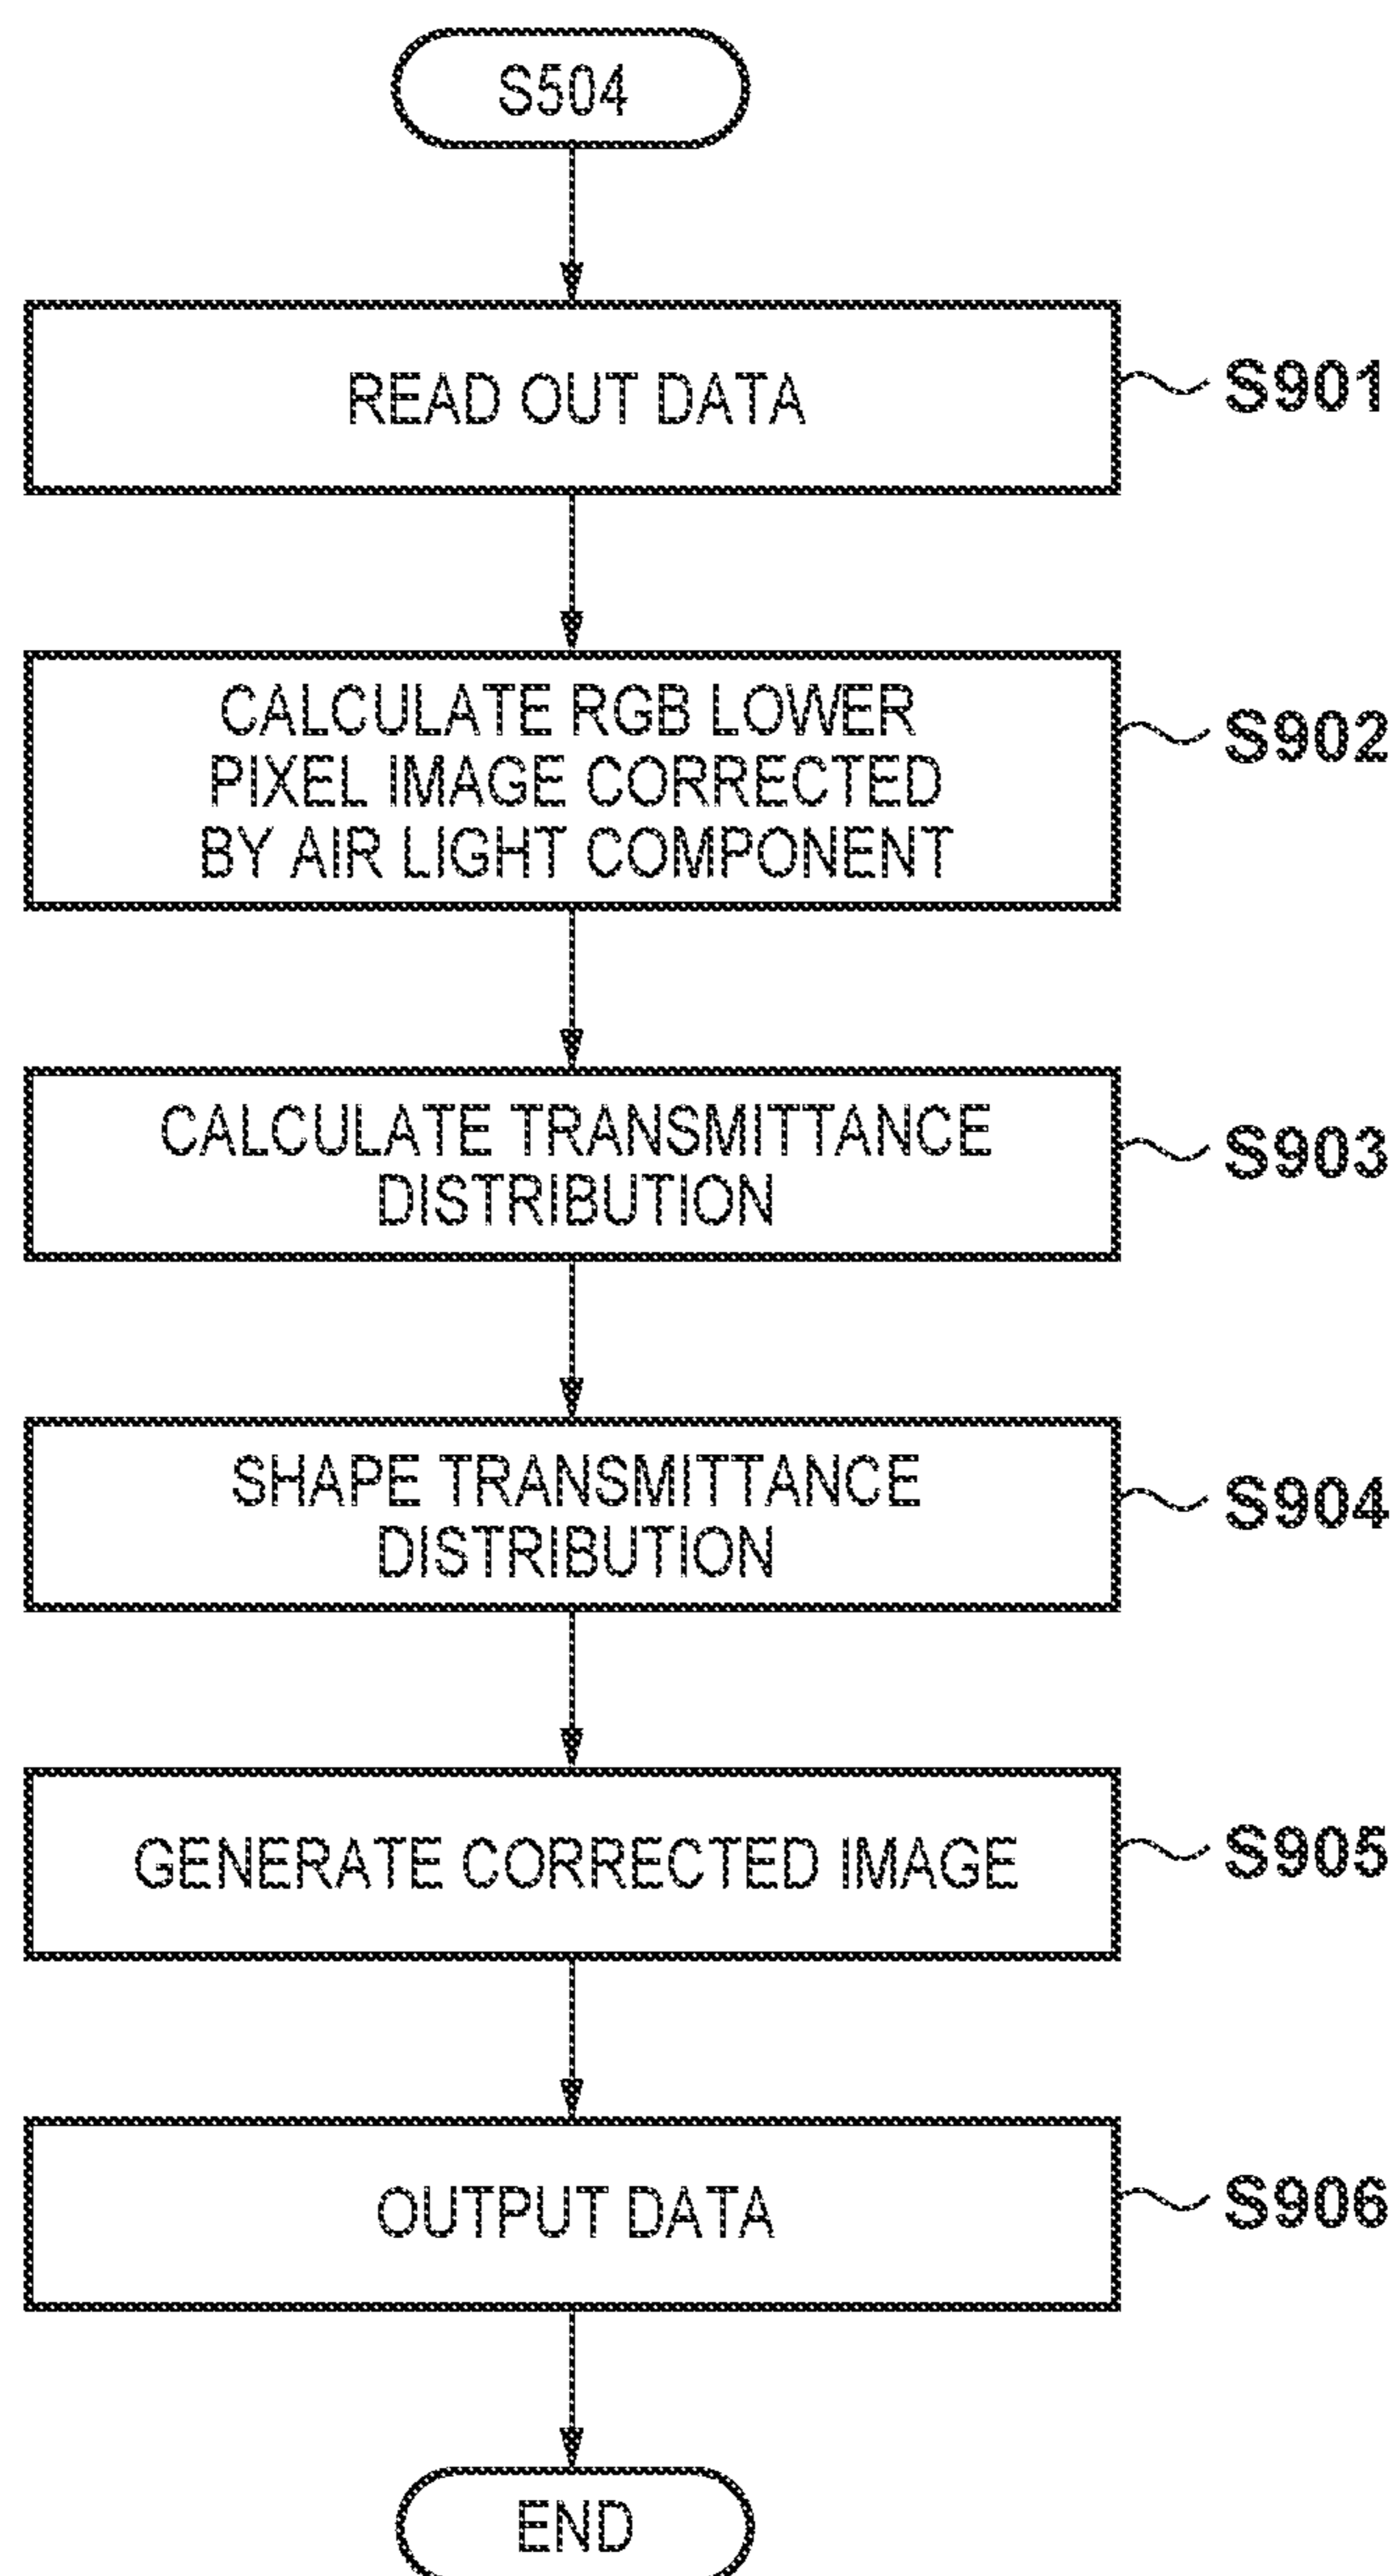 S504
READ OUT DATA
S901
CALCULATE RGB LOWER
PIXEL IMAGE CORRECTED
BY AIR LIGHT COMPONENT
S902
CALCULATE TRANSMITTANCE
DISTRIBUTION
S903
SHAPE TRANSMITTANCE
DISTRIBUTION
S904
GENERATE CORRECTED IMAGE
S905
OUTPUT DATA
S906
END